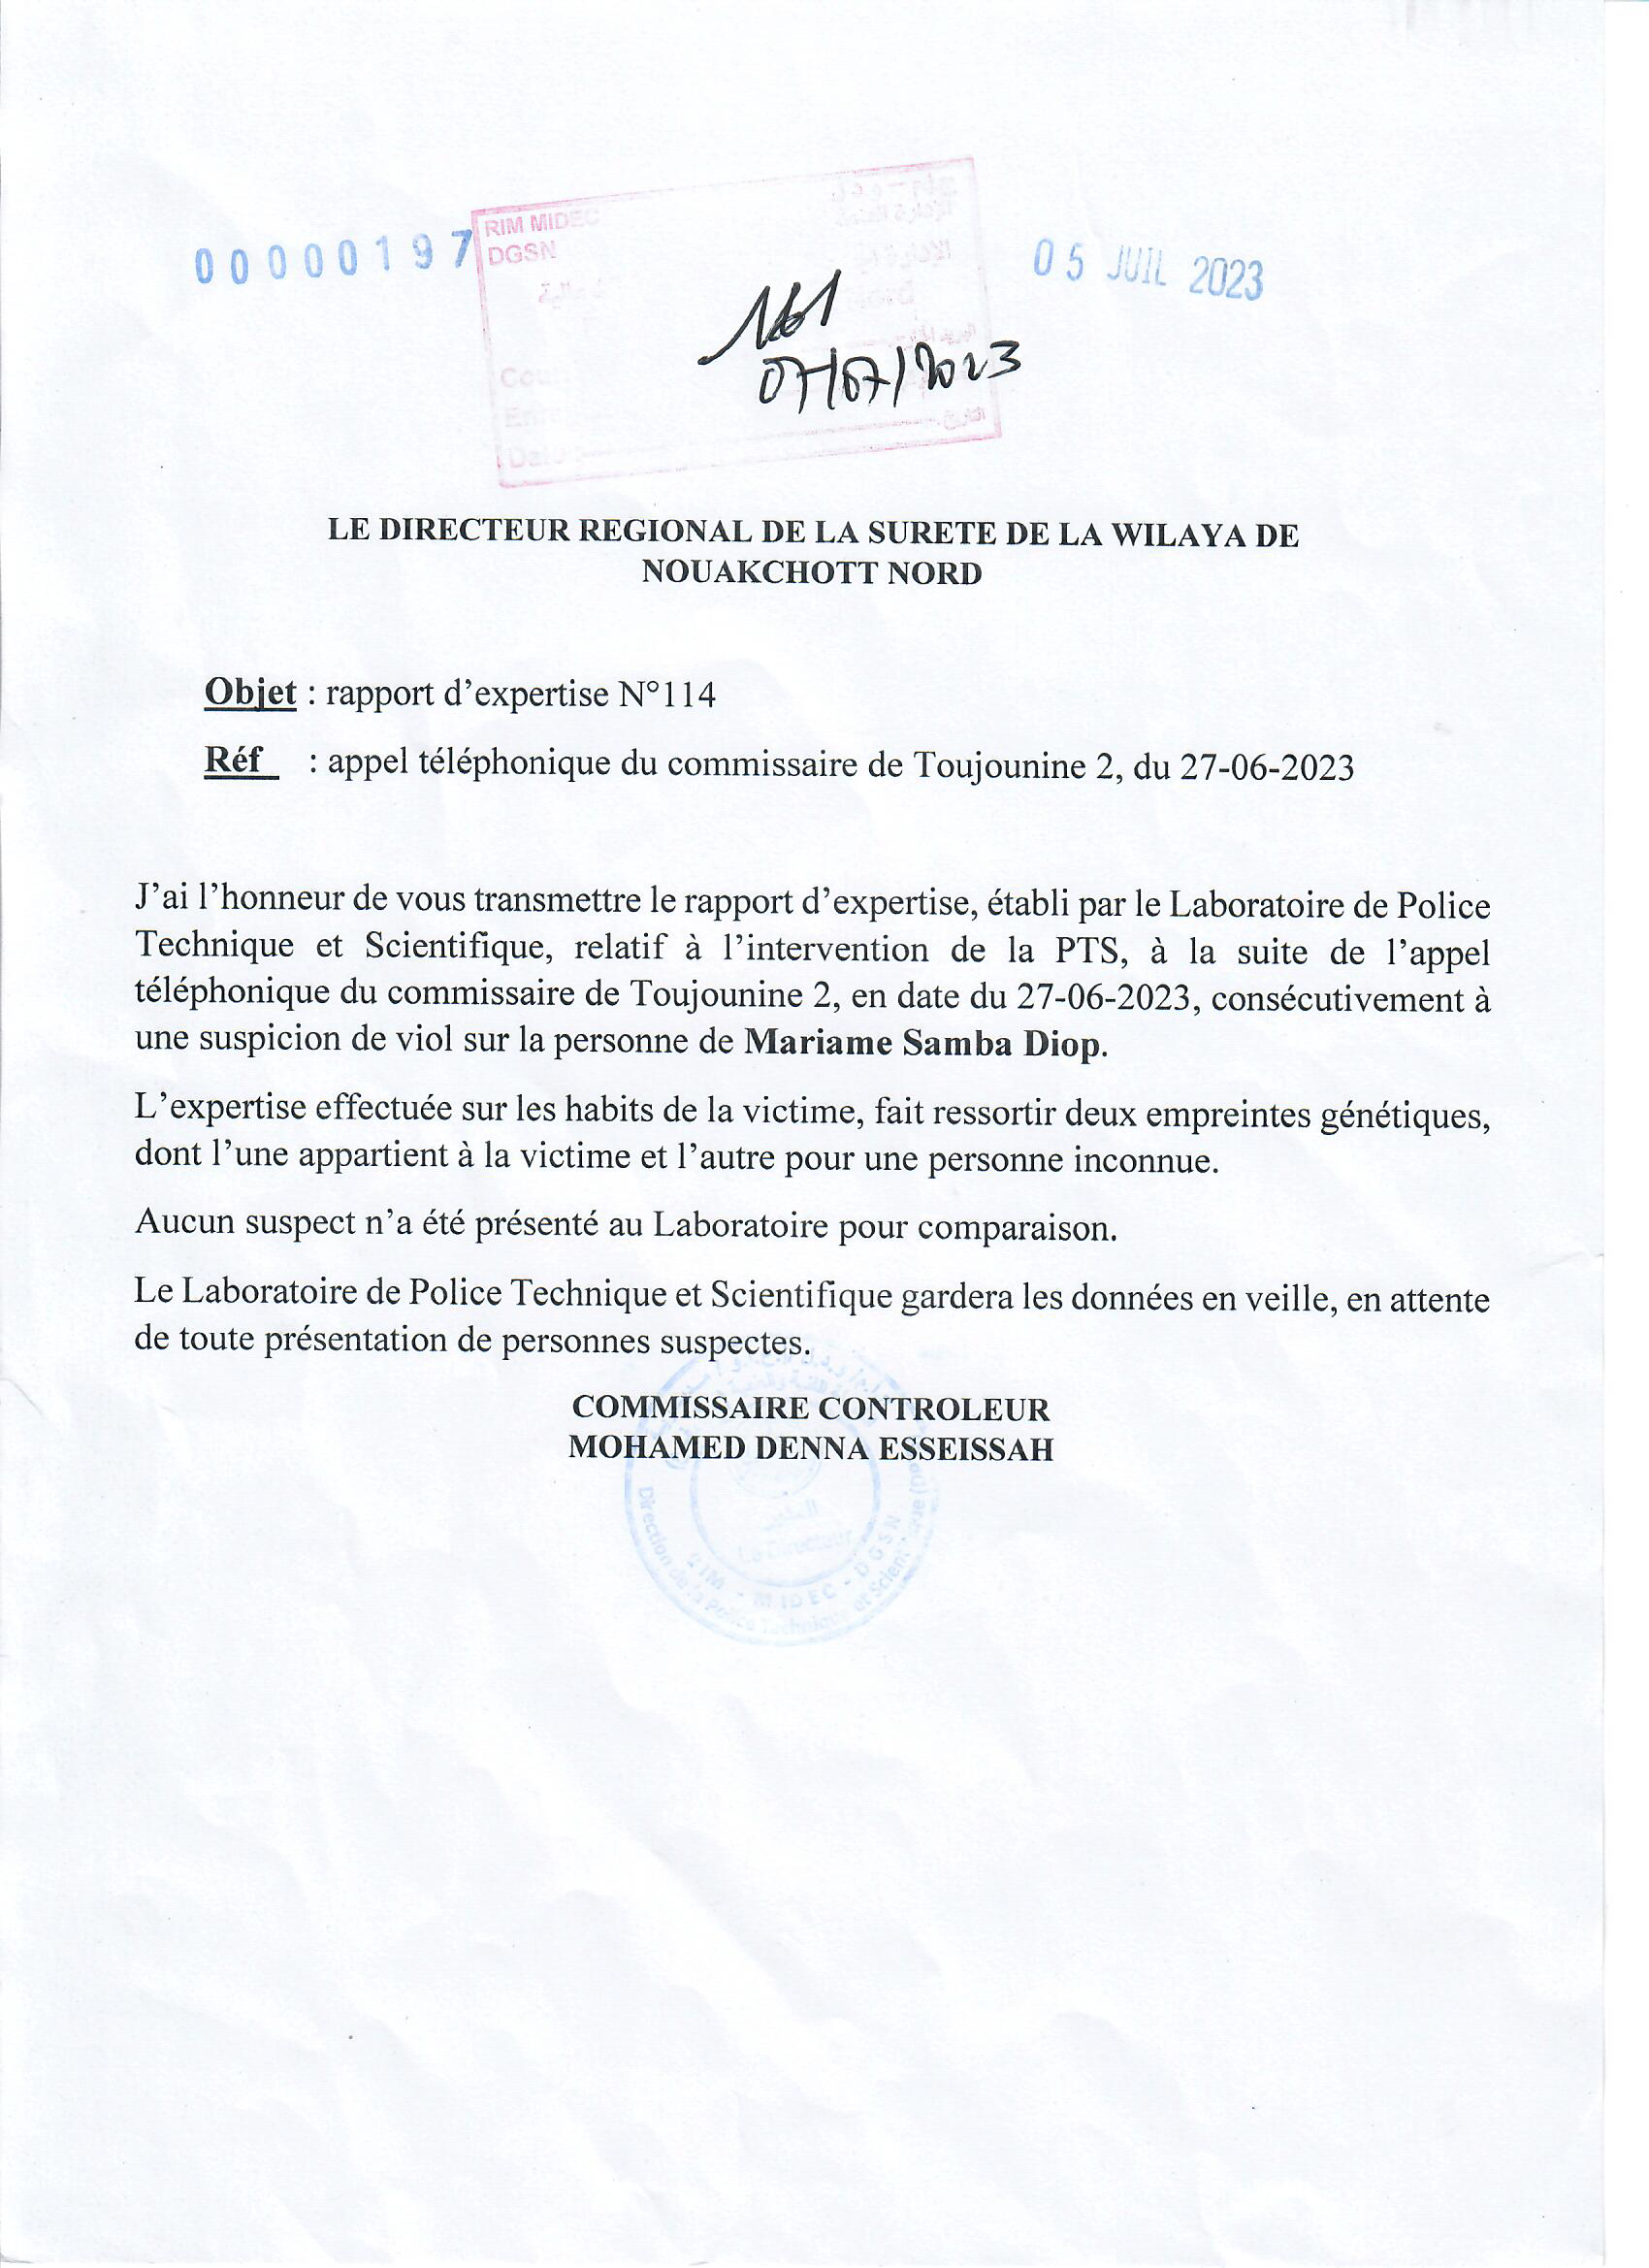 00000197
RIM MIDEC
DGSN
05 JUIL 2023
161
07/07/2023
LE DIRECTEUR REGIONAL DE LA SURETE DE LA WILAYA DE
NOUAKCHOTT NORD
Objet : rapport d’expertise N°114
Réf : appel téléphonique du commissaire de Toujounine 2, du 27-06-2023
J’ai l’honneur de vous transmettre le rapport d’expertise, établi par le Laboratoire de Police
Technique et Scientifique, relatif à l’intervention de la PTS, à la suite de l’appel
téléphonique du commissaire de Toujounine 2, en date du 27-06-2023, consécutivement à
une suspicion de viol sur la personne de Mariame Samba Diop.
L’expertise effectuée sur les habits de la victime, fait ressortir deux empreintes génétiques,
dont l’une appartient à la victime et l’autre pour une personne inconnue.
Aucun suspect n’a été présenté au Laboratoire pour comparaison.
Le Laboratoire de Police Technique et Scientifique gardera les données en veille, en attente
de toute présentation de personnes suspectes.
COMMISSAIRE CONTROLEUR
MOHAMED DENNA ESSEISSAH
المدير
Le Directeur
RIM - MIDEC - DGSN
Direction de la Police Technique et Scientifique